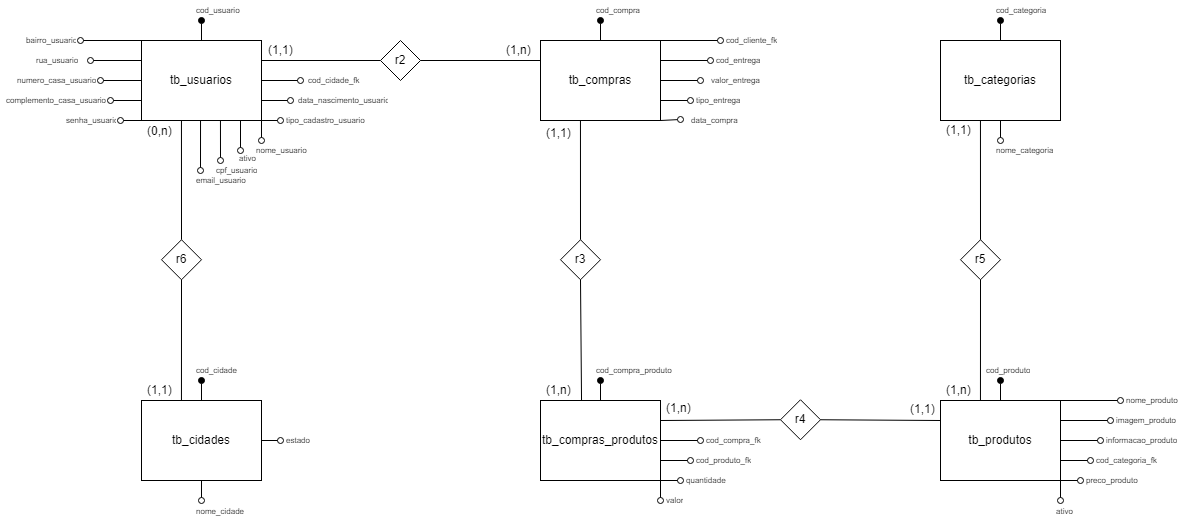 cod_usuario
cod_compra
cod_categoria
bairro_usuaric
(1,1)
(1,n)
cod_cliente_fk
rua_usuario
r2
cod_entrega
numero_casa_usuario
tb_usuarios
cod_cidade_fk
tb_compras
valor_entrega
tb_categorias
complemento_casa_usuario
data_nascimento_usuaric
tipo_entrega
senha_usuaric
tipo_cadastro_usuario
data_compra
(0,n)
(1,1)
(1,1)
nome_usuario
nome_categoria
ativo
cpf_usuario
email_usuario
r6
r3
r5
cod_cidade
cod_compra_produto
cod_produto
(1,1)
(1,n)
(1,n)
nome_produto
(1,n)
(1,1)
imagem_produto
r4
tb_cidades
estado
tb_compras_produtos
cod_compra_fk
tb_produtos
informacao_produto
cod_produto_fk
cod_categoria_fk
quantidade
preco_produto
valor
nome_cidade
ativo